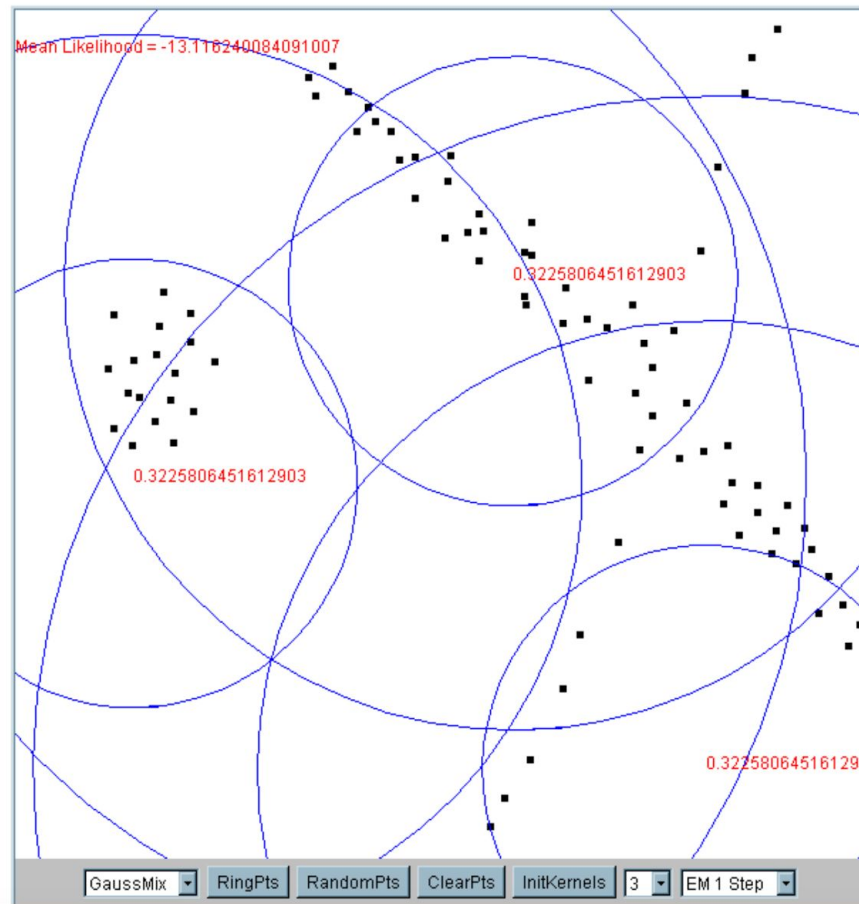 Mean Likelihood = -13.116240084091007
0.3225806451612903
0.3225806451612903
0.32258064516129
GaussMix RingPts RandomPts ClearPts InitKernels 3 EM 1 Step